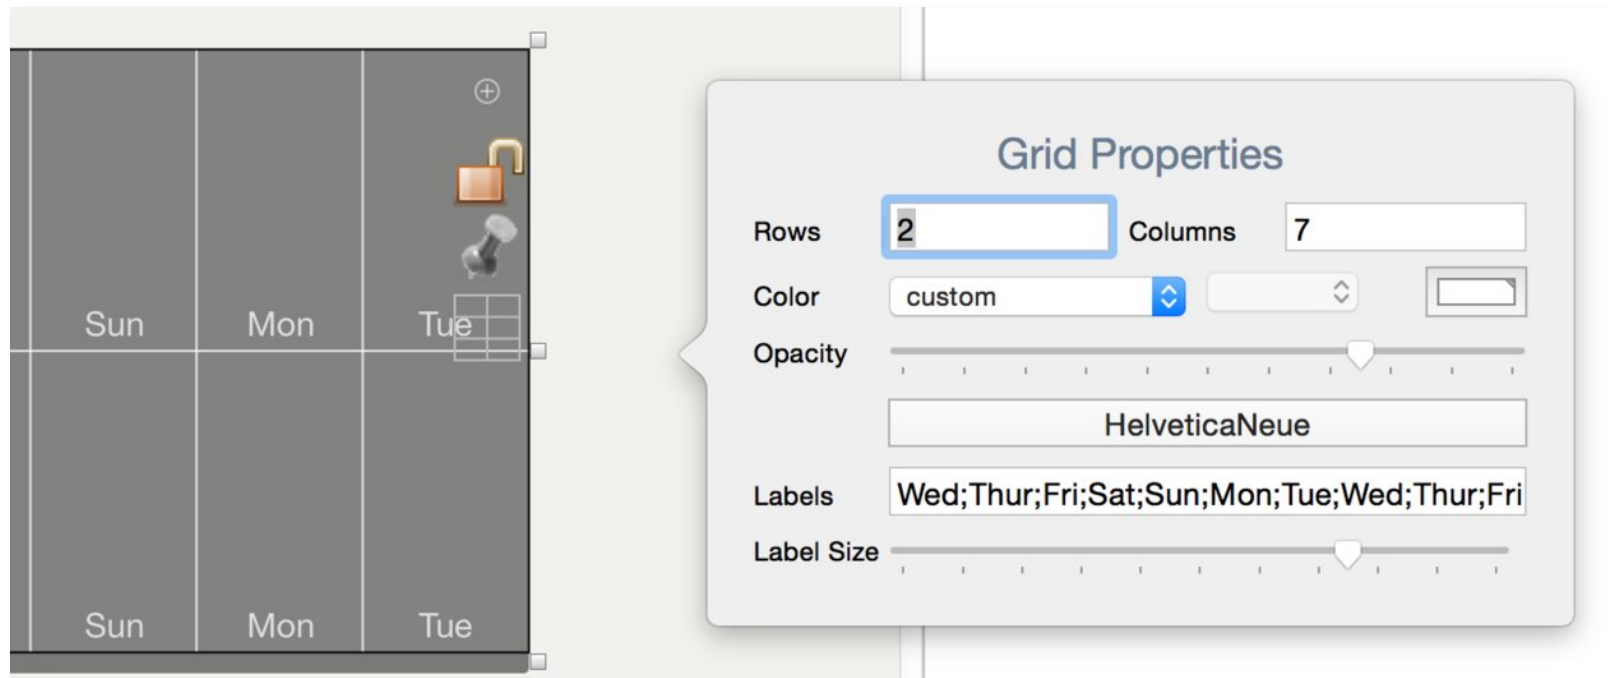 Sun Mon Tue
Sun Mon Tue
Grid Properties
Rows 2 Columns 7
Color custom
Opacity
HelveticaNeue
Labels Wed;Thur;Fri;Sat;Sun;Mon;Tue;Wed;Thur;Fri
Label Size